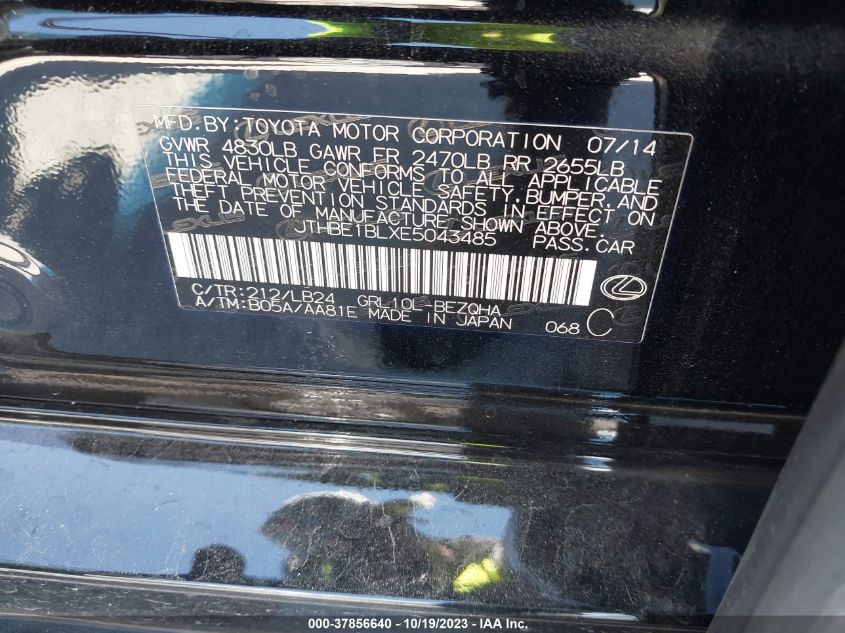 MFD.BY:TOYOTA MOTOR CORPORATION 07/14
GVWR 4830LB GAWR FR 2470LB RR 2655LB
THIS VEHICLE CONFORMS TO ALL APPLICABLE
FEDERAL MOTOR VEHICLE SAFETY,BUMPER,AND
THEFT PREVENTION STANDARDS IN EFFECT ON
THE DATE OF MANUFACTURE SHOWN ABOVE.
JTHBE1BLXE5043485 PASS.CAR
C/TR:212/LB24 GRL10L-BEZQHA
A/TM:B05A/AA81E MADE IN JAPAN 068 C
000-37856640 - 10/19/2023 - WWW.IAAI.COM